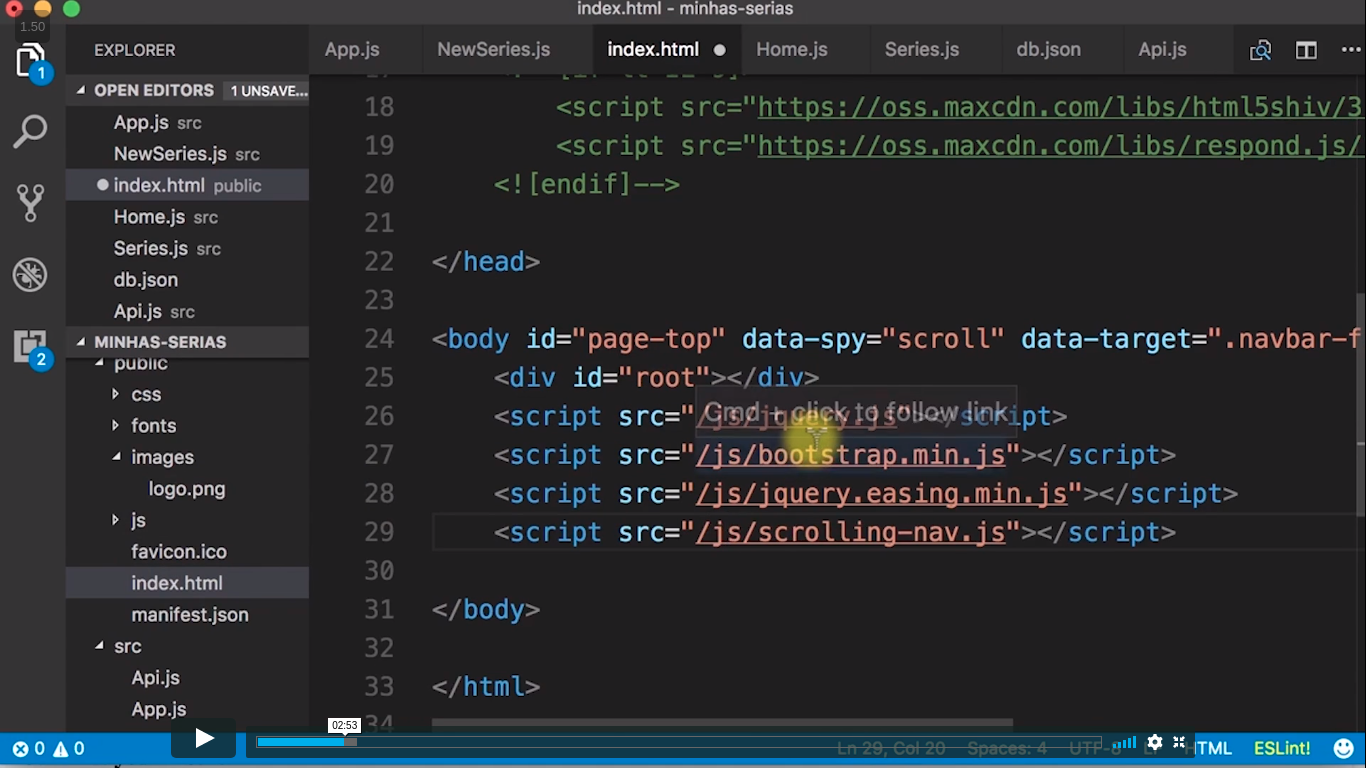 index.html - minhas-serias
1.50
EXPLORER
App.js
NewSeries.js
index.html
Home.js
Series.js
db.json
Api.js
1
OPEN EDITORS
1 UNSAVE...
App.js src
NewSeries.js src
index.html public
Home.js src
Series.js src
db.json
Api.js src
2
MINHAS-SERIAS
public
css
fonts
images
logo.png
js
favicon.ico
index.html
manifest.json
src
Api.js
App.js
18 <script src="https://oss.maxcdn.com/libs/html5shiv/3
19 <script src="https://oss.maxcdn.com/libs/respond.js/
20 <![endif]-->
21
22 </head>
23
24 <body id="page-top" data-spy="scroll" data-target=".navbar-f
25 <div id="root"></div>
26 <script src="/js/jquery.js"></script>
Cmd + click to follow link
27 <script src="/js/bootstrap.min.js"></script>
28 <script src="/js/jquery.easing.min.js"></script>
29 <script src="/js/scrolling-nav.js"></script>
30
31 </body>
32
33 </html>
34
02:53
0 0
Ln 29, Col 20
Spaces: 4
UTF-8
HTML
ESLint!